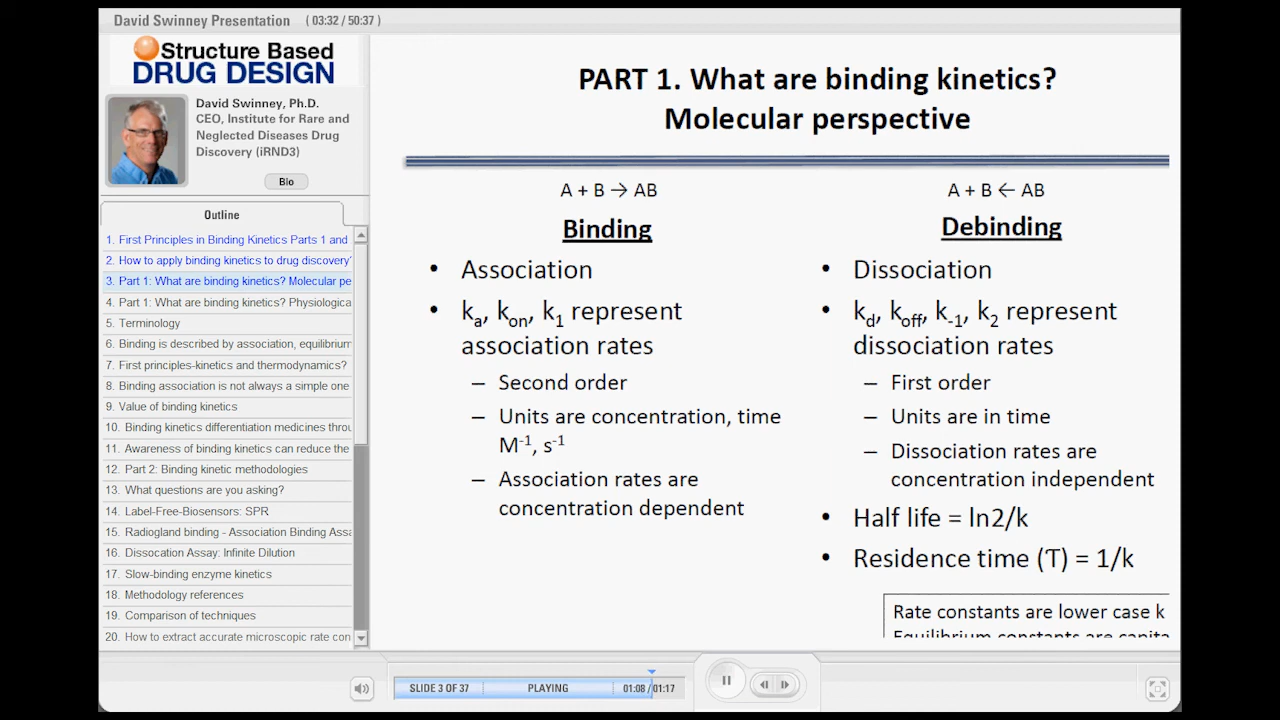 David Swinney Presentation ( 03:32 / 50:37 )
Structure Based
DRUG DESIGN
David Swinney, Ph.D.
CEO, Institute for Rare and
Neglected Diseases Drug
Discovery (iRND3)
Bio
Outline
1. First Principles in Binding Kinetics Parts 1 and
2. How to apply binding kinetics to drug discovery?
3. Part 1: What are binding kinetics? Molecular pe
4. Part 1: What are binding kinetics? Physiologica
5. Terminology
6. Binding is described by association, equilibrium
7. First principles-kinetics and thermodynamics?
8. Binding association is not always a simple one
9. Value of binding kinetics
10. Binding kinetics differentiation medicines throu
11. Awareness of binding kinetics can reduce the
12. Part 2: Binding kinetic methodologies
13. What questions are you asking?
14. Label-Free-Biosensors: SPR
15. Radiogland binding - Association Binding Assa
16. Dissocation Assay: Infinite Dilution
17. Slow-binding enzyme kinetics
18. Methodology references
19. Comparison of techniques
20. How to extract accurate microscopic rate con
PART 1. What are binding kinetics?
Molecular perspective
A + B → AB
Binding
• Association
• ka, kon, k1 represent
association rates
– Second order
– Units are concentration, time
M-1, s-1
– Association rates are
concentration dependent
A + B ← AB
Debinding
• Dissociation
• kd, koff, k-1, k2 represent
dissociation rates
– First order
– Units are in time
– Dissociation rates are
concentration independent
• Half life = ln2/k
• Residence time (Ƭ) = 1/k
Rate constants are lower case k
Equilibrium constants are capita
SLIDE 3 OF 37 PLAYING 01:08 / 01:17